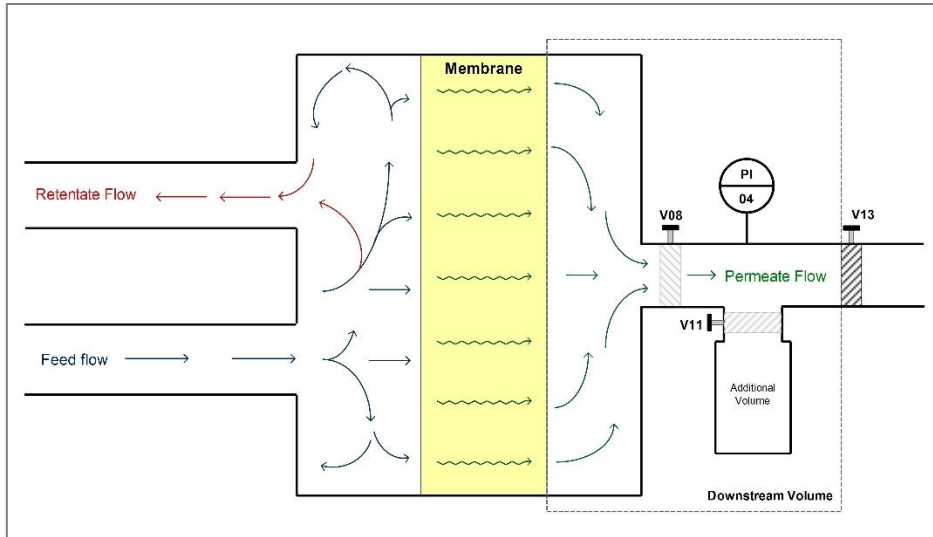 Membrane
Retentate Flow
PI
04
V08
V13
Permeate Flow
V11
Feed flow
Additional
Volume
Downstream Volume